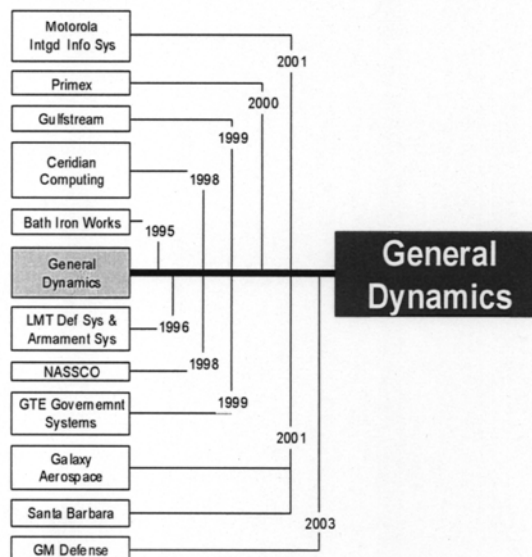 Motorola
Intgd Info Sys
2001
Primex
2000
Gulfstream
1999
Ceridian
Computing
1998
Bath Iron Works
1995
General
Dynamics
General
Dynamics
LMT Def Sys &
Armament Sys
1996
NASSCO
1998
GTE Governemnt
Systems
1999
Galaxy
Aerospace
2001
Santa Barbara
2003
GM Defense